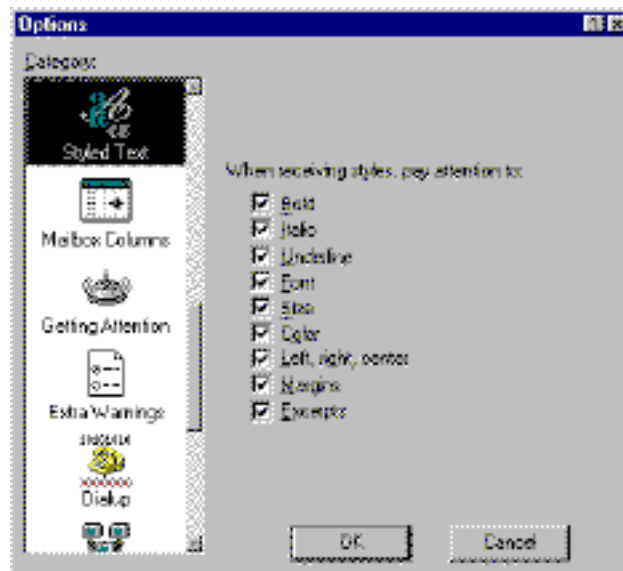 Options
Category:
Styled Text
Mailbox Columns
Getting Attention
Extra Warnings
Dialup
When receiving styles, pay attention to:
Bold
Italic
Underline
Font
Size
Color
Left, right, center
Margins
Excerpts
OK
Cancel